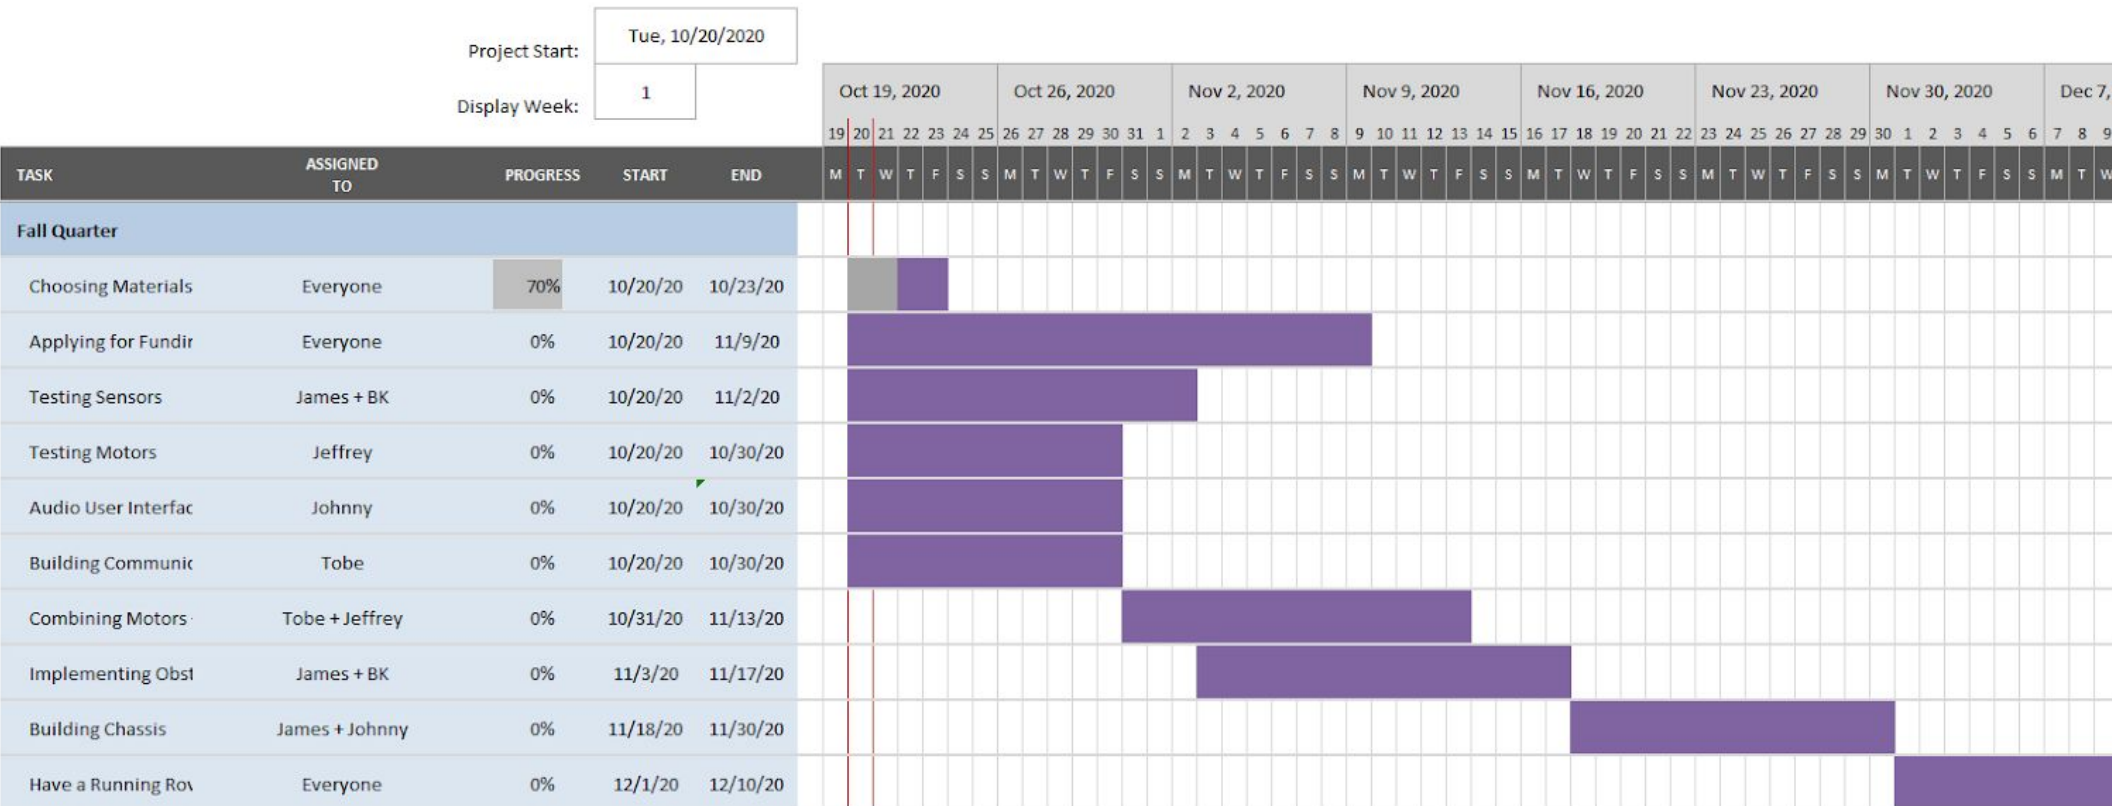 Project Start: Tue, 10/20/2020
Display Week: 1
Oct 19, 2020 Oct 26, 2020 Nov 2, 2020 Nov 9, 2020 Nov 16, 2020 Nov 23, 2020 Nov 30, 2020 Dec 7,
19 20 21 22 23 24 25 26 27 28 29 30 31 1 2 3 4 5 6 7 8 9 10 11 12 13 14 15 16 17 18 19 20 21 22 23 24 25 26 27 28 29 30 1 2 3 4 5 6 7 8 9
TASK ASSIGNED TO PROGRESS START END M T W T F S S M T W T F S S M T W T F S S M T W T F S S M T W T F S S M T W T F S S M T W T F S S M T W
Fall Quarter
Choosing Materials Everyone 70% 10/20/20 10/23/20
Applying for Fundir Everyone 0% 10/20/20 11/9/20
Testing Sensors James + BK 0% 10/20/20 11/2/20
Testing Motors Jeffrey 0% 10/20/20 10/30/20
Audio User Interfac Johnny 0% 10/20/20 10/30/20
Building Communic Tobe 0% 10/20/20 10/30/20
Combining Motors Tobe + Jeffrey 0% 10/31/20 11/13/20
Implementing Obst James + BK 0% 11/3/20 11/17/20
Building Chassis James + Johnny 0% 11/18/20 11/30/20
Have a Running Rov Everyone 0% 12/1/20 12/10/20